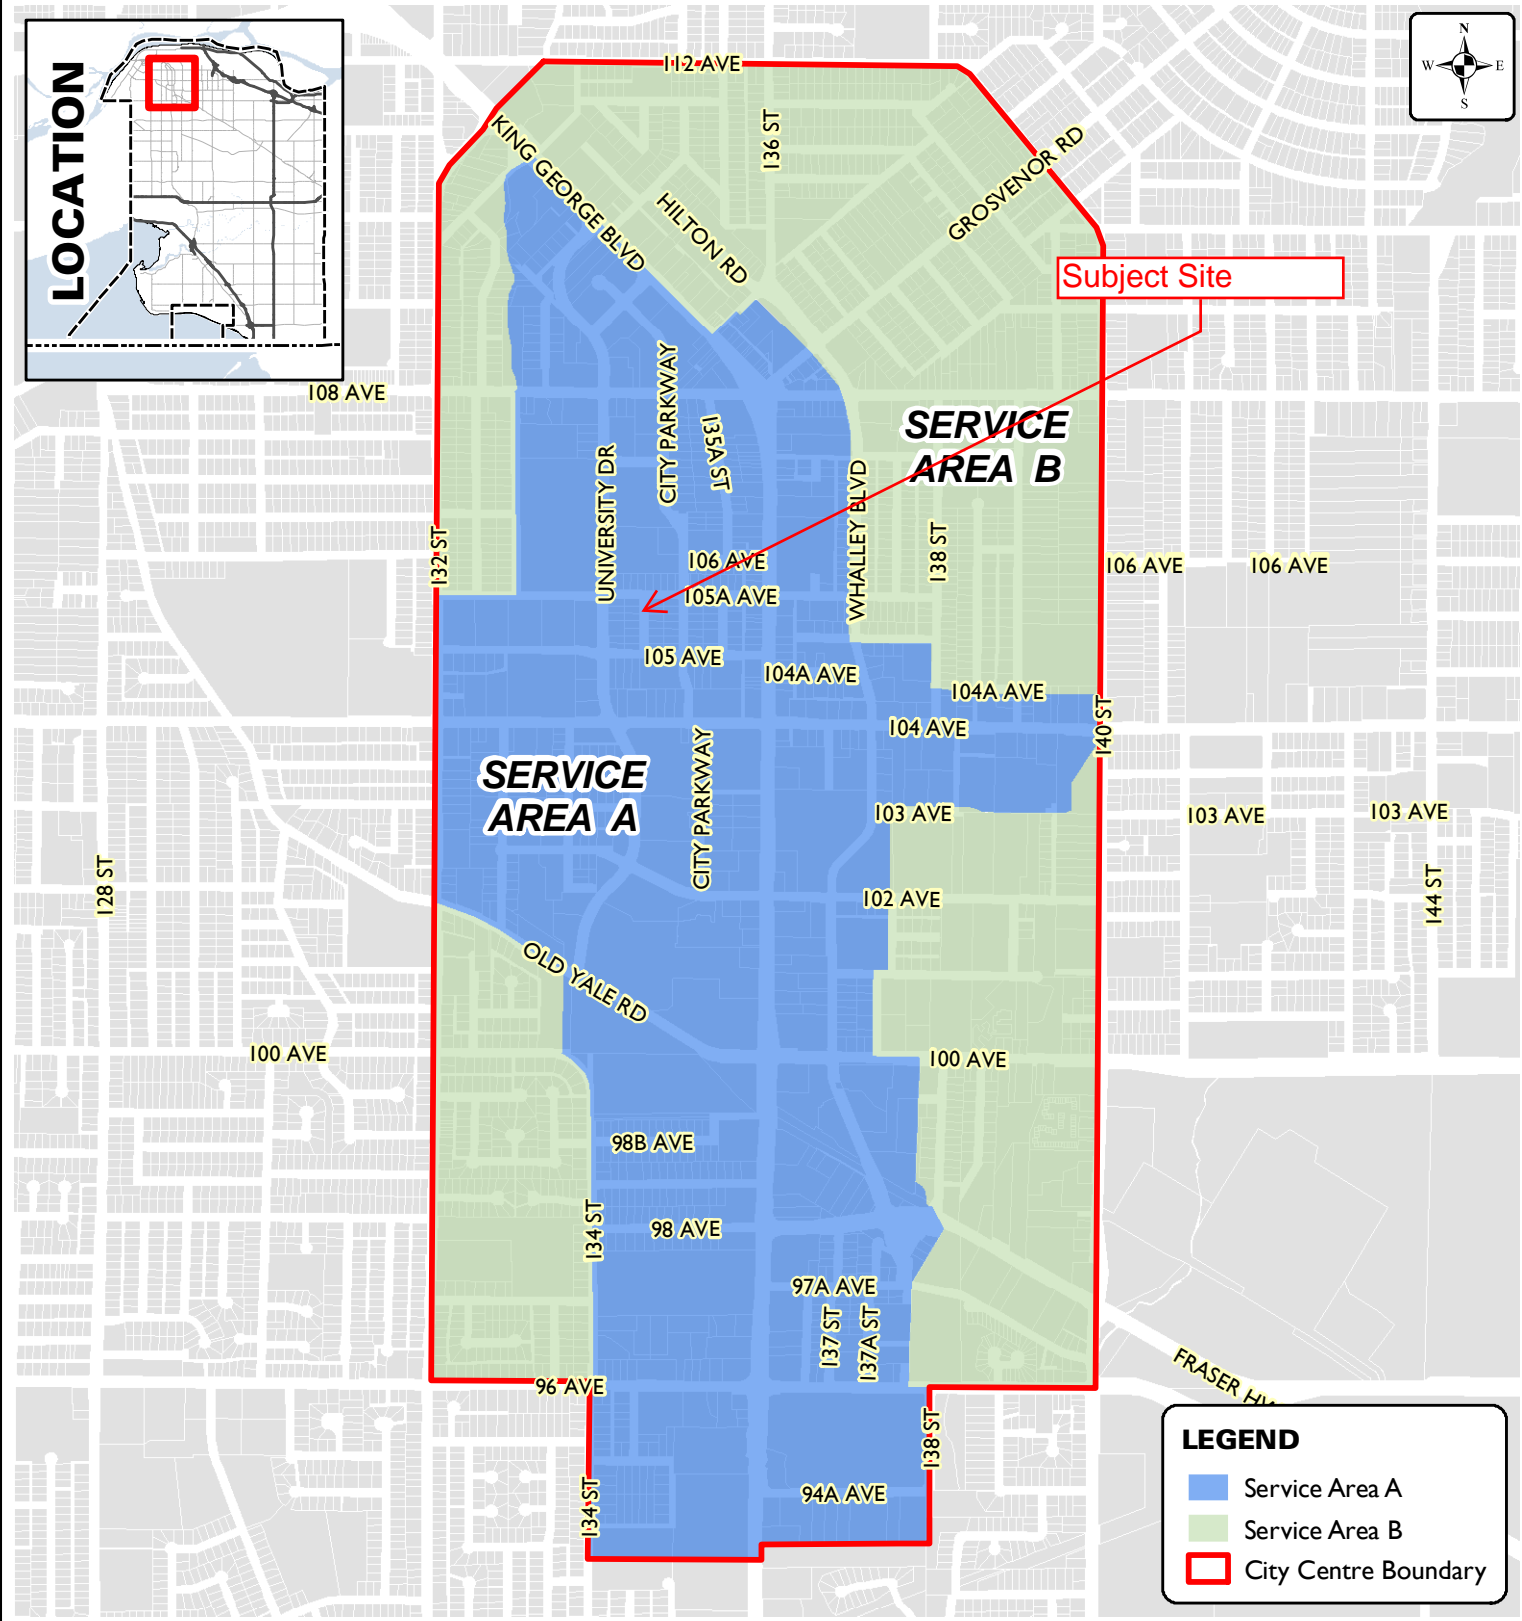 LOCATION
N
W E
S
112 AVE
136 ST
KING GEORGE BLVD
HILTON RD
GROSVENOR RD
Subject Site
108 AVE
CITY PARKWAY
135A ST
UNIVERSITY DR
SERVICE
AREA B
WHALLEY BLVD
138 ST
132 ST
106 AVE
106 AVE
106 AVE
105A AVE
105 AVE
104A AVE
104A AVE
104 AVE
140 ST
SERVICE
AREA A
CITY PARKWAY
103 AVE
103 AVE
103 AVE
128 ST
102 AVE
144 ST
OLD YALE RD
100 AVE
100 AVE
98B AVE
134 ST
98 AVE
97A AVE
137 ST
137A ST
96 AVE
FRASER HW
138 ST
134 ST
94A AVE
LEGEND
Service Area A
Service Area B
City Centre Boundary